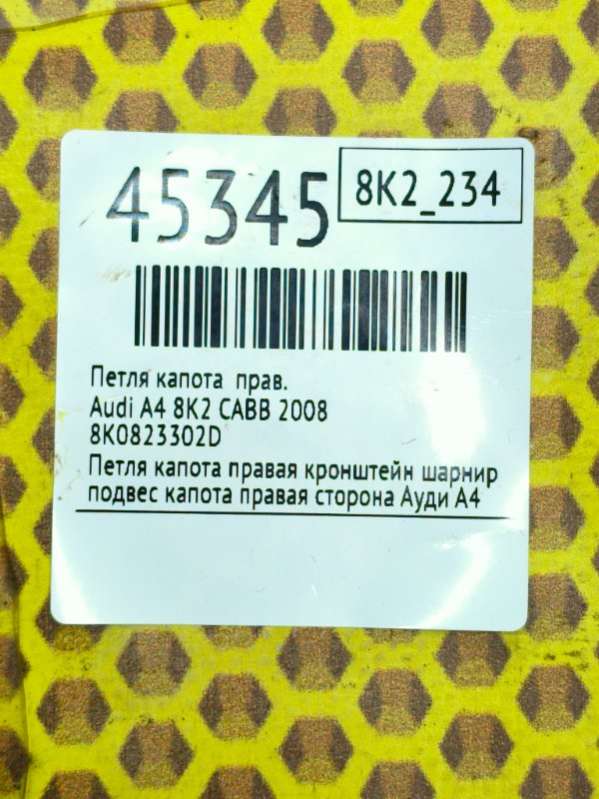 45345
8K2_234
Петля капота прав.
Audi A4 8K2 CABB 2008
8K0823302D
Петля капота правая кронштейн шарнир
подвес капота правая сторона Ауди А4